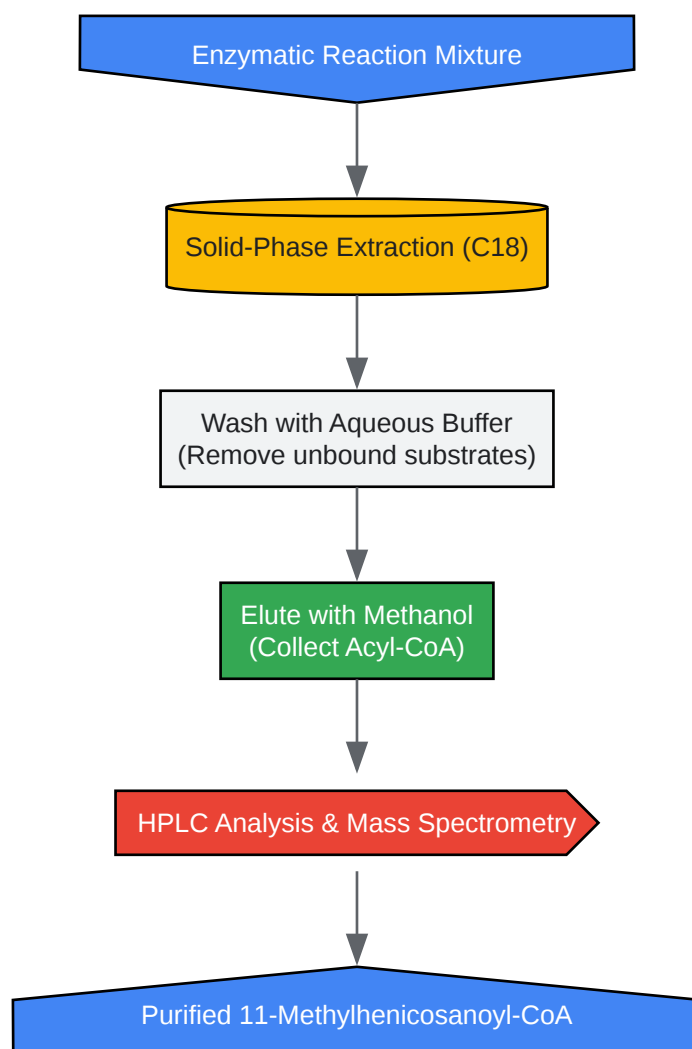 Enzymatic Reaction Mixture
Solid-Phase Extraction (C18)
Wash with Aqueous Buffer
(Remove unbound substrates)
Elute with Methanol
(Collect Acyl-CoA)
HPLC Analysis & Mass Spectrometry
Purified 11-Methylhenicosanoyl-CoA